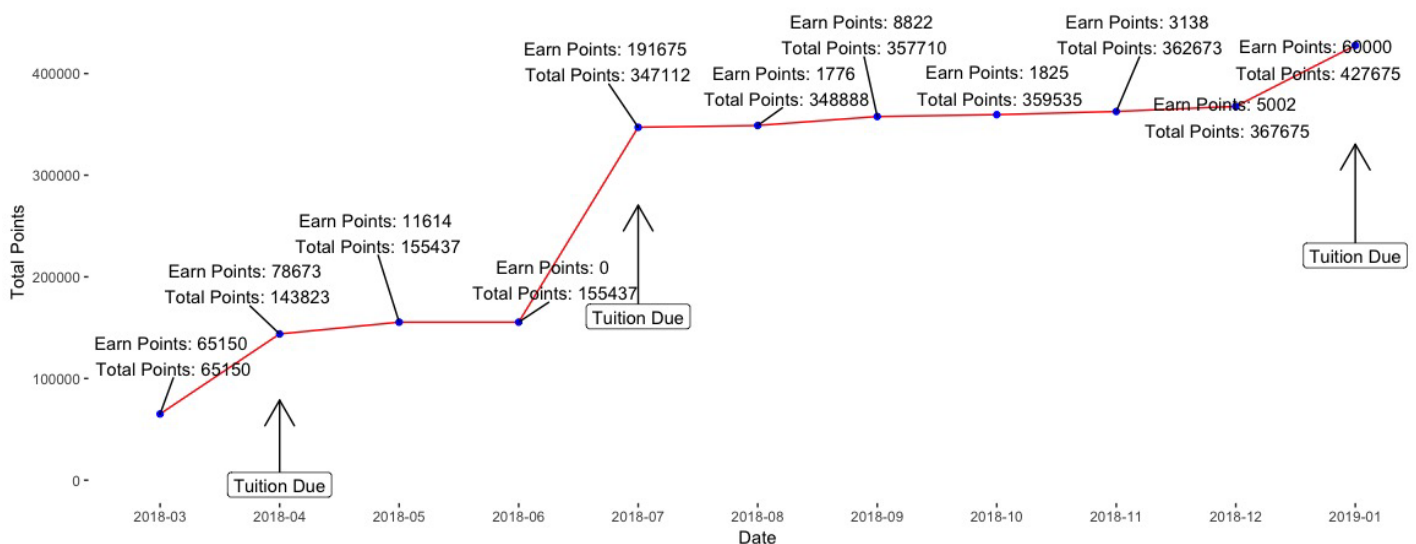 Earn Points: 8822
Total Points: 357710
Earn Points: 3138
Total Points: 362673
Earn Points: 191675
Total Points: 347112
Earn Points: 1776
Total Points: 348888
Earn Points: 1825
Total Points: 359535
Earn Points: 60000
Total Points: 427675
Earn Points: 5002
Total Points: 367675
Earn Points: 11614
Total Points: 155437
Earn Points: 78673
Total Points: 143823
Earn Points: 0
Total Points: 155437
Earn Points: 65150
Total Points: 65150
Tuition Due
Tuition Due
Tuition Due
Total Points
400000
300000
200000
100000
0
2018-03 2018-04 2018-05 2018-06 2018-07 2018-08 2018-09 2018-10 2018-11 2018-12 2019-01
Date